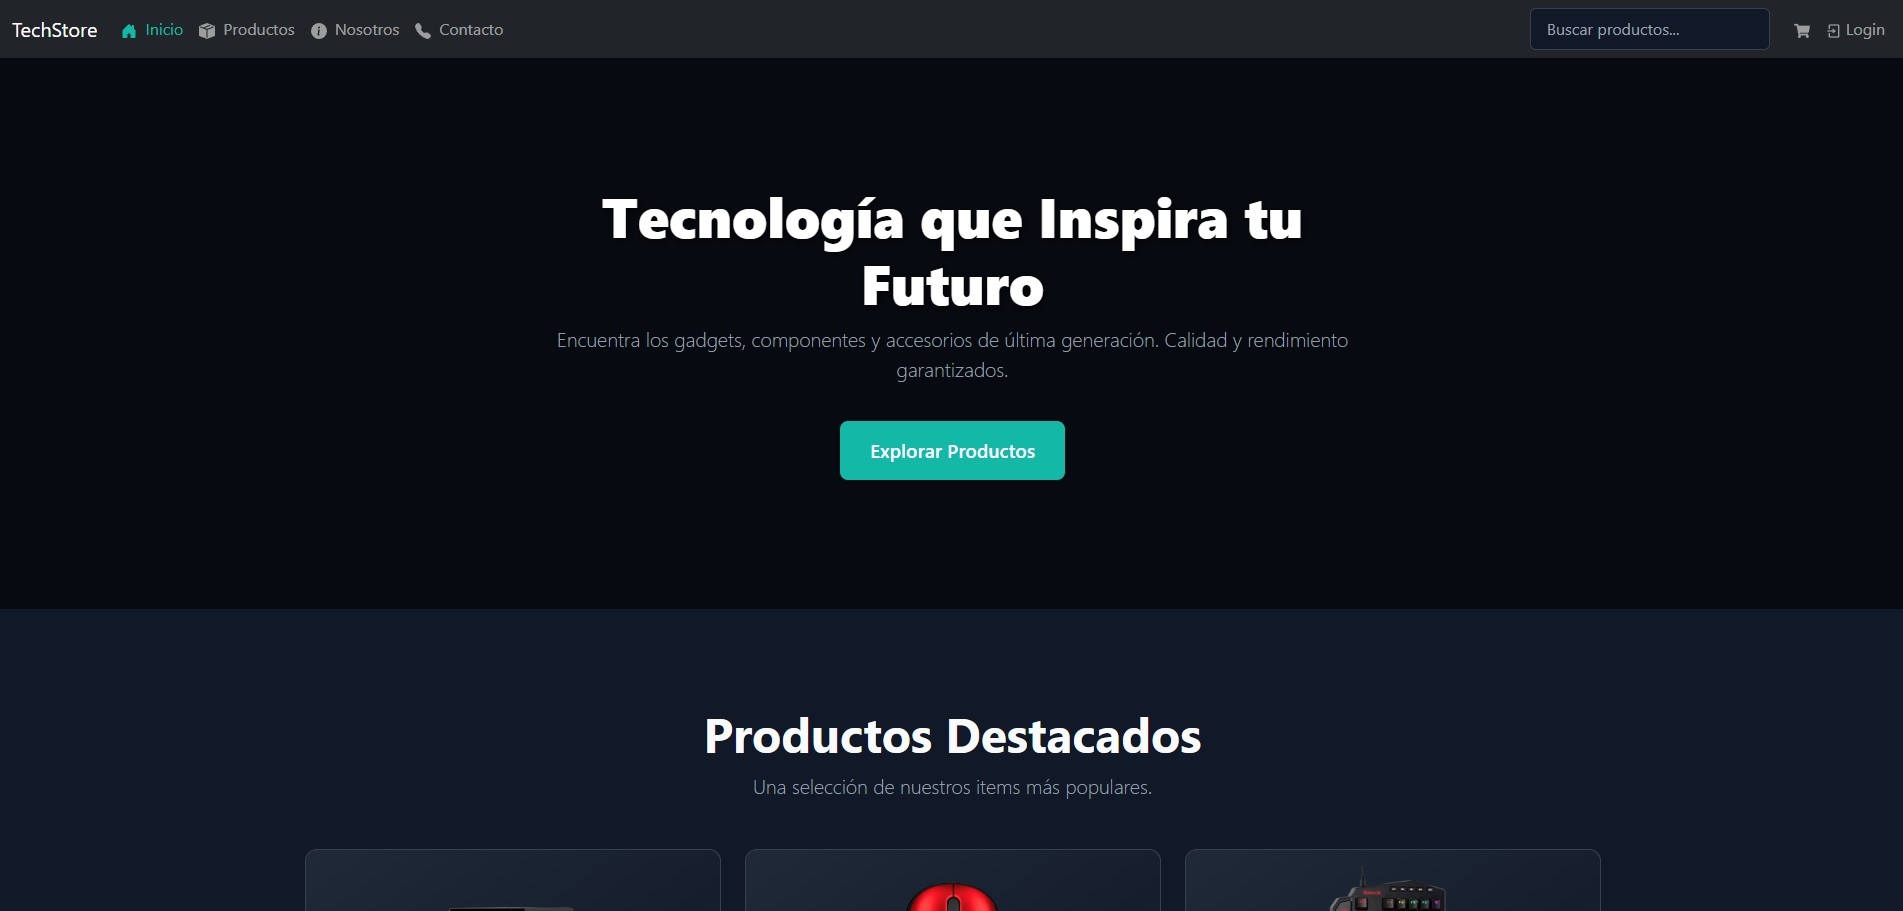 TechStore
Inicio
Productos
Nosotros
Contacto
Buscar productos...
Login
Tecnología que Inspira tu
Futuro
Encuentra los gadgets, componentes y accesorios de última generación. Calidad y rendimiento
garantizados.
Explorar Productos
Productos Destacados
Una selección de nuestros items más populares.